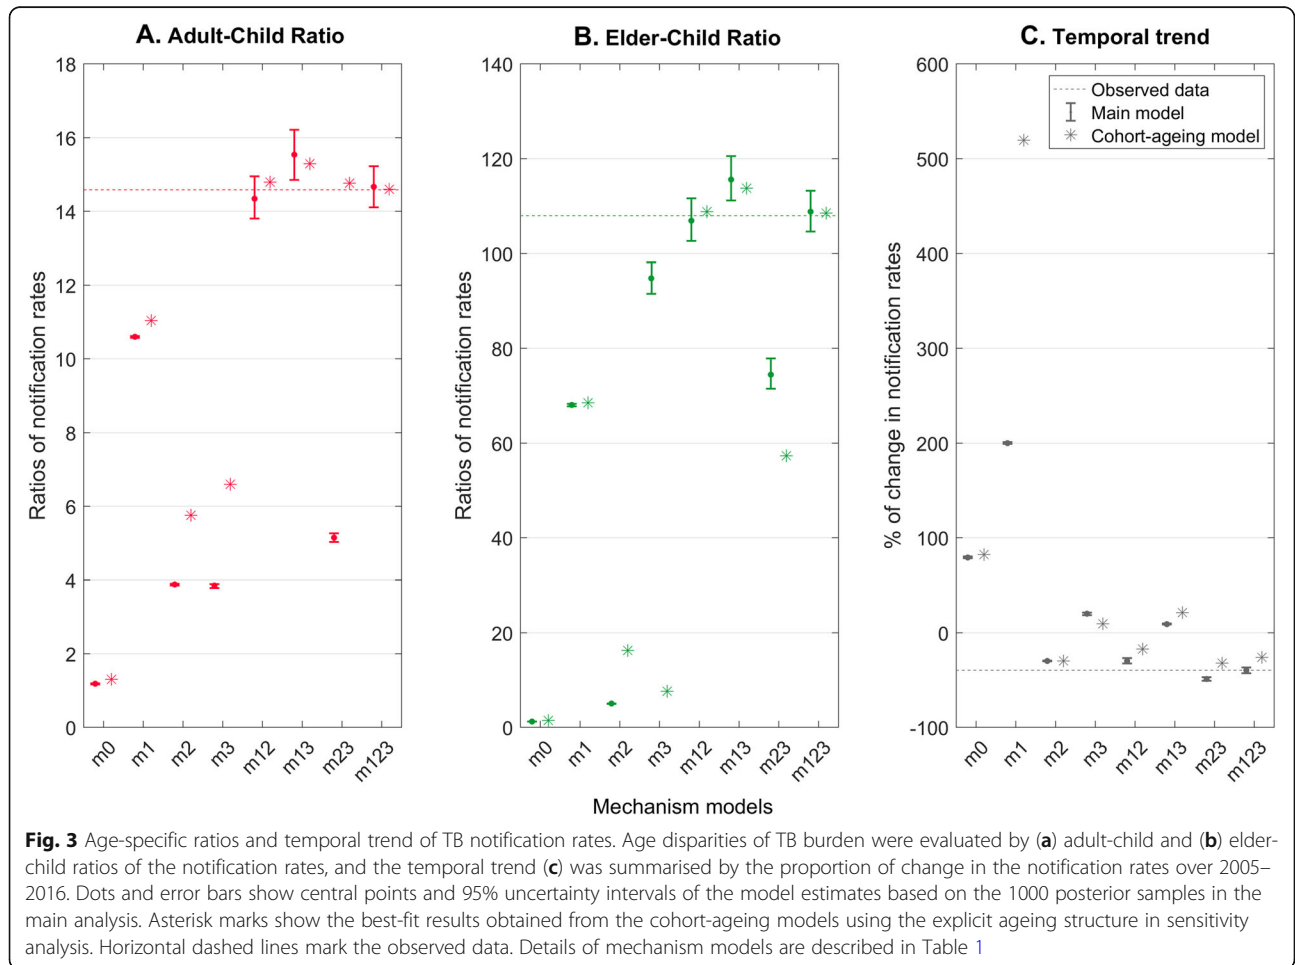 A. Adult-Child Ratio
18
16
14
12
10
8
6
4
2
0
Ratios of notification rates
m0
m1
m2
m3
m12
m13
m23
m123
B. Elder-Child Ratio
140
120
100
80
60
40
20
0
Ratios of notification rates
m0
m1
m2
m3
m12
m13
m23
m123
Mechanism models
C. Temporal trend
600
500
400
300
200
100
0
-100
% of change in notification rates
Observed data
Main model
Cohort-ageing model
m0
m1
m2
m3
m12
m13
m23
m123
Fig. 3 Age-specific ratios and temporal trend of TB notification rates. Age disparities of TB burden were evaluated by (a) adult-child and (b) elder-
child ratios of the notification rates, and the temporal trend (c) was summarised by the proportion of change in the notification rates over 2005–
2016. Dots and error bars show central points and 95% uncertainty intervals of the model estimates based on the 1000 posterior samples in the
main analysis. Asterisk marks show the best-fit results obtained from the cohort-ageing models using the explicit ageing structure in sensitivity
analysis. Horizontal dashed lines mark the observed data. Details of mechanism models are described in Table 1